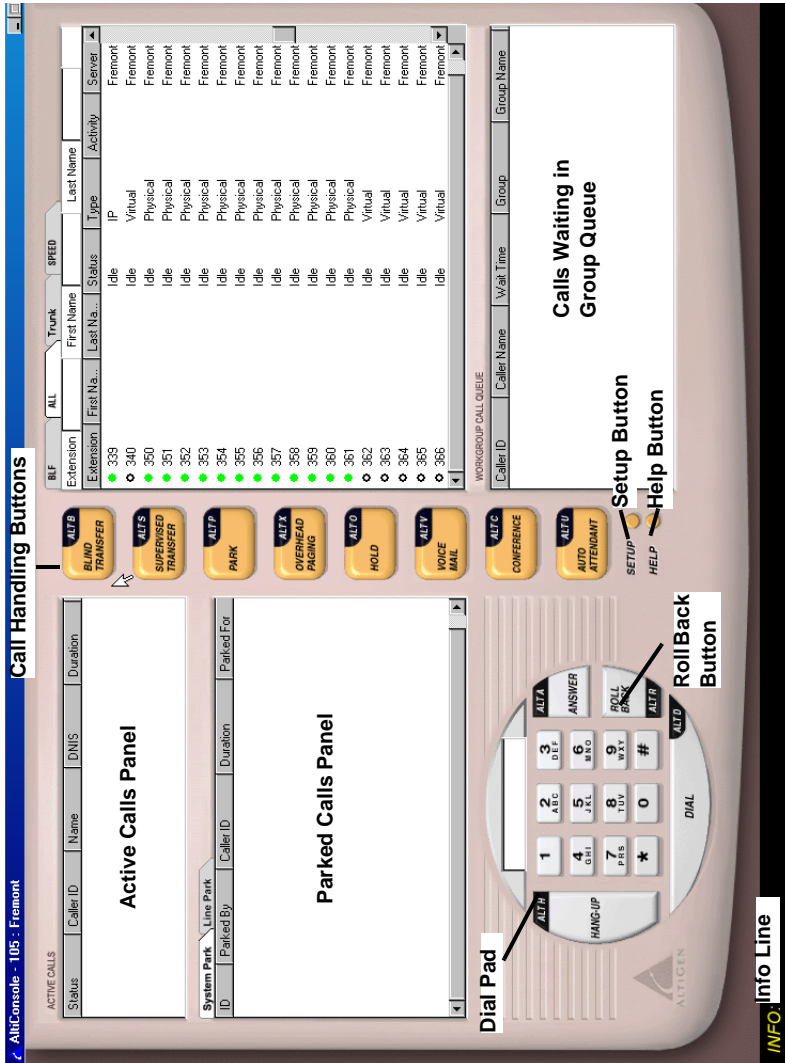 AltiConsole - 105 : Fremont
Call Handling Buttons
ACTIVE CALLS
Status Caller ID Name DNIS Duration
Active Calls Panel
System Park Line Park
ID Parked By Caller ID Duration Parked For
Parked Calls Panel
ALT B
BLIND
TRANSFER
ALT S
SUPERVISED
TRANSFER
ALT P
PARK
ALT X
OVERHEAD
PAGING
ALT O
HOLD
ALT V
VOICE
MAIL
ALT C
CONFERENCE
ALT U
AUTO
ATTENDANT
SETUP
HELP
Setup Button
Help Button
BLF ALL Trunk SPEED
Extension First Name Last Name
Extension First Na... Last Na... Status Type Activity Server
339 Idle IP Fremont
340 Idle Virtual Fremont
350 Idle Physical Fremont
351 Idle Physical Fremont
352 Idle Physical Fremont
353 Idle Physical Fremont
354 Idle Physical Fremont
355 Idle Physical Fremont
356 Idle Physical Fremont
357 Idle Physical Fremont
358 Idle Physical Fremont
359 Idle Physical Fremont
360 Idle Physical Fremont
361 Idle Physical Fremont
362 Idle Virtual Fremont
363 Idle Virtual Fremont
364 Idle Virtual Fremont
365 Idle Virtual Fremont
366 Idle Virtual Fremont
WORKGROUP CALL QUEUE
Caller ID Caller Name Wait Time Group Group Name
Calls Waiting in
Group Queue
Dial Pad
ALT H
HANG-UP
1
2 ABC
3 DEF
4 GHI
5 JKL
6 MNO
7 PRS
8 TUV
9 WXY
*
0
#
ALT A
ANSWER
ROLL
BACK
ALT R
ALT D
DIAL
RollBack
Button
ALTIGEN
INFO:
Info Line